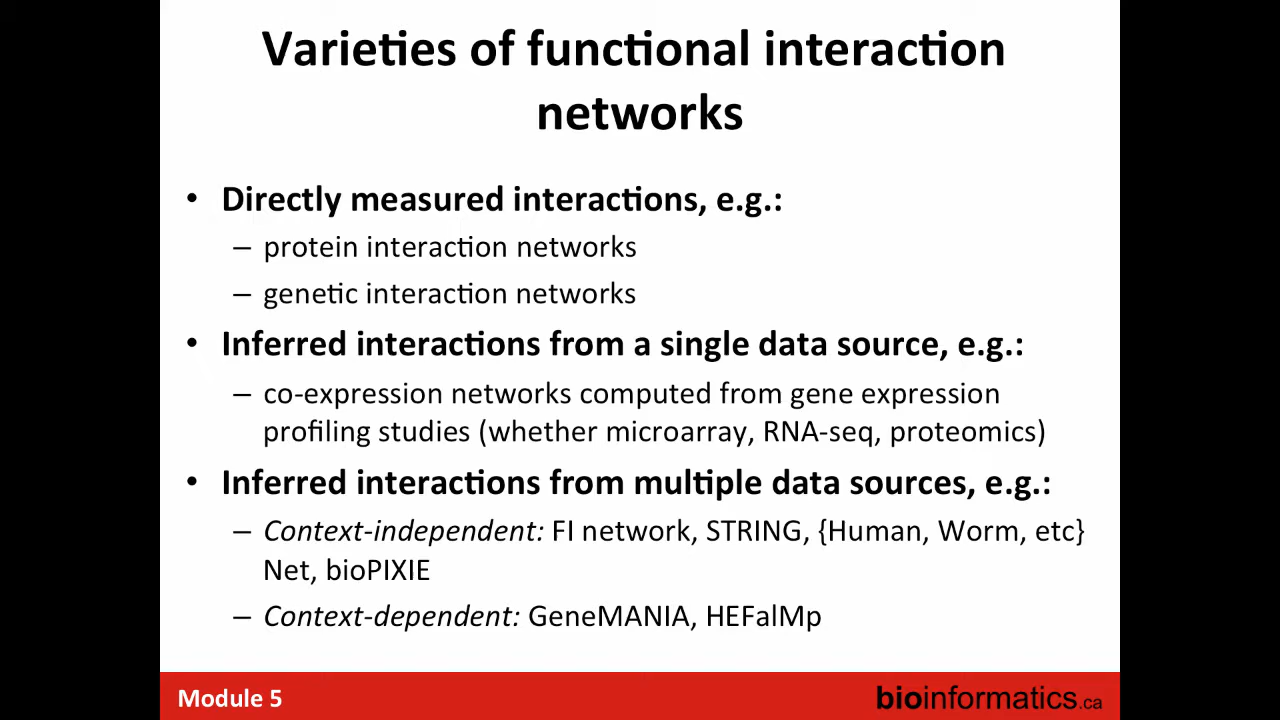 Varieties of functional interaction
networks
• Directly measured interactions, e.g.:
– protein interaction networks
– genetic interaction networks
• Inferred interactions from a single data source, e.g.:
– co-expression networks computed from gene expression
profiling studies (whether microarray, RNA-seq, proteomics)
• Inferred interactions from multiple data sources, e.g.:
– Context-independent: FI network, STRING, {Human, Worm, etc}
Net, bioPIXIE
– Context-dependent: GeneMANIA, HEFalMp
Module 5
bioinformatics.ca